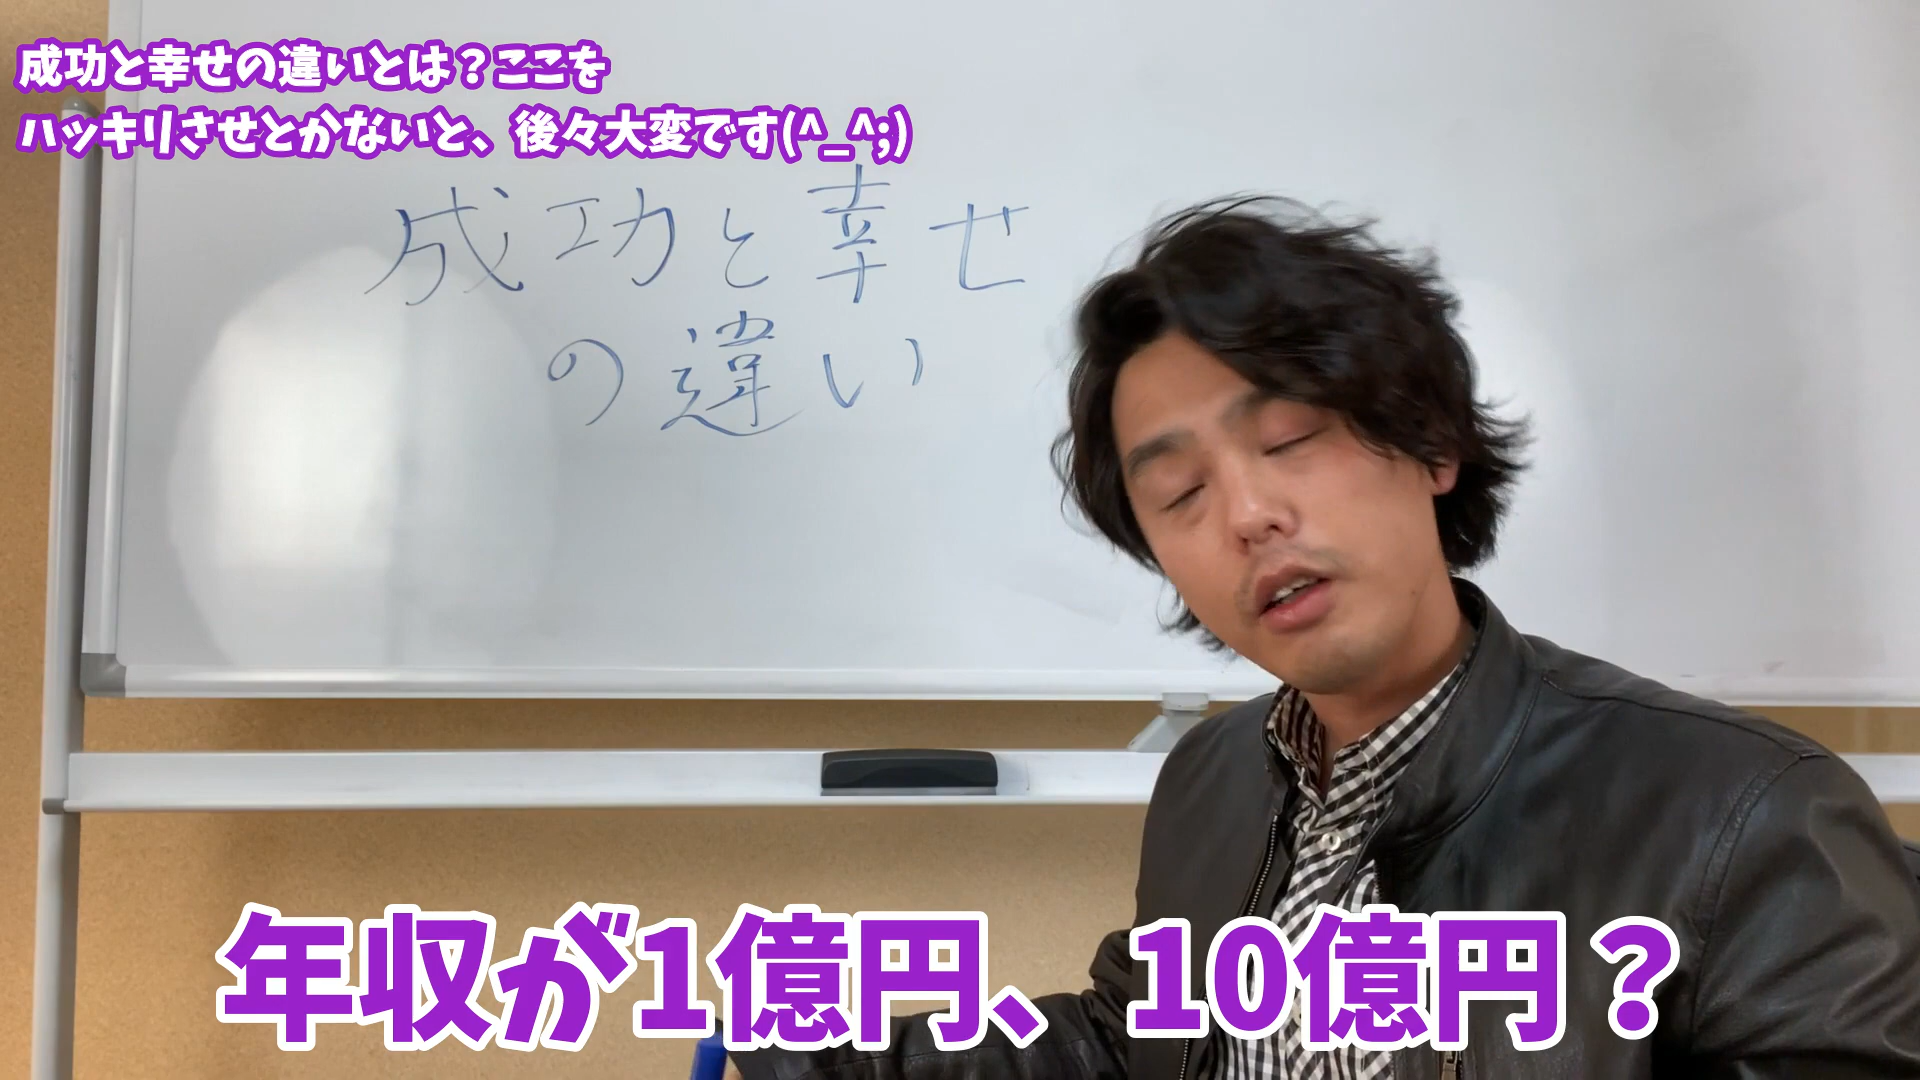 成功と幸せの違いとは？ここを
ハッキリさせとかないと、後々大変です(^_^;)
成功と幸せ
の違い
年収が1億円、10億円？